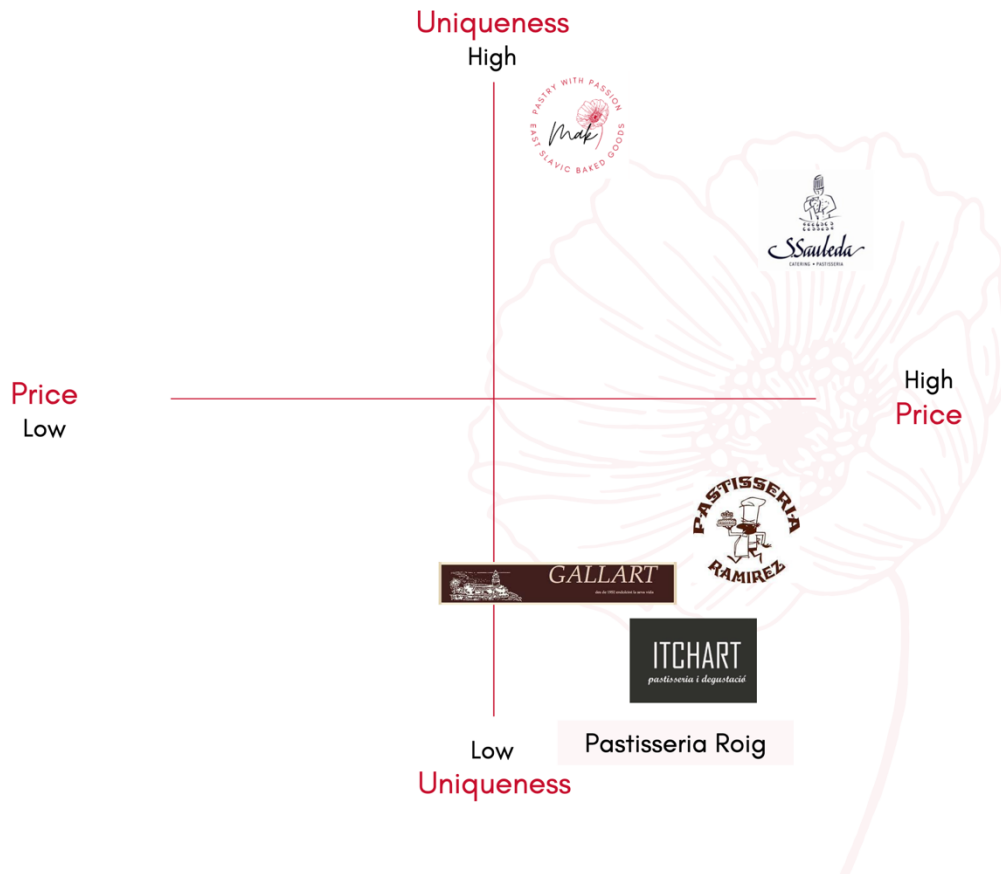 Uniqueness
High
PASTRY WITH PASSION
Mak
EAST SLAVIC BAKED GOODS
S.Sauleda
CATERING • PASTISSERIA
Price
Low
High
Price
PASTISSERIA
RAMIREZ
GALLART
ITCHART
pastisseria i degustació
Pastisseria Roig
Low
Uniqueness